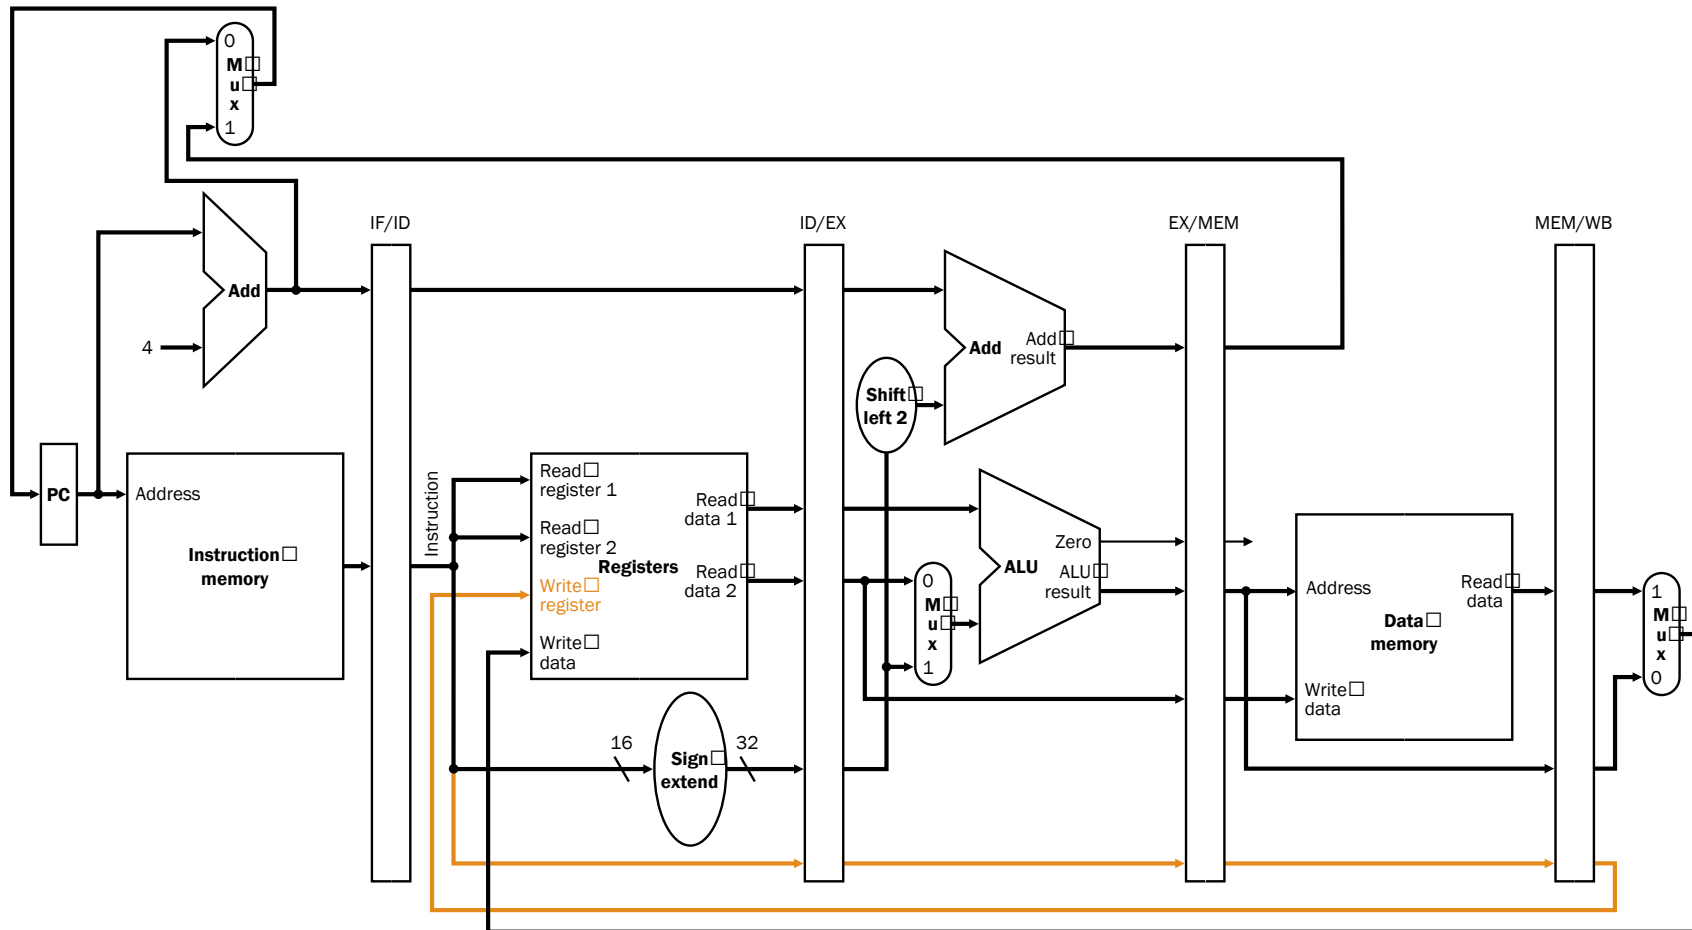 0
M
u
x
1
IF/ID
ID/EX
EX/MEM
MEM/WB
Add
4
Add
Add
result
Shift
left 2
PC
Address
Instruction
memory
Instruction
Read
register 1
Read
register 2
Write
register
Write
data
Registers
Read
data 1
Read
data 2
16
Sign
extend
32
0
M
u
x
1
ALU
Zero
ALU
result
Address
Read
data
Data
memory
Write
data
1
M
u
x
0